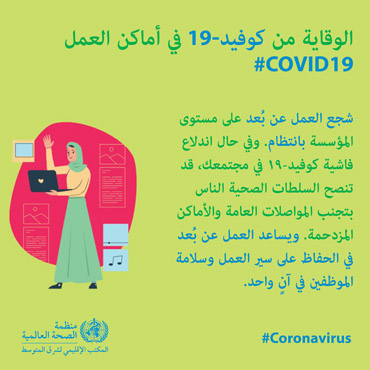 الوقاية من كوفيد-19 في أماكن العمل
#COVID19
شجع العمل عن بُعد على مستوى
المؤسسة بانتظام. وفي حال اندلاع
فاشية كوفيد-١٩ في مجتمعك، قد
تنصح السلطات الصحية الناس
بتجنب المواصلات العامة والأماكن
المزدحمة. ويساعد العمل عن بُعد
في الحفاظ على سير العمل وسلامة
الموظفين في آنٍ واحد.
#Coronavirus
منظمة
الصحة العالمية
المكتب الإقليمي لشرق المتوسط